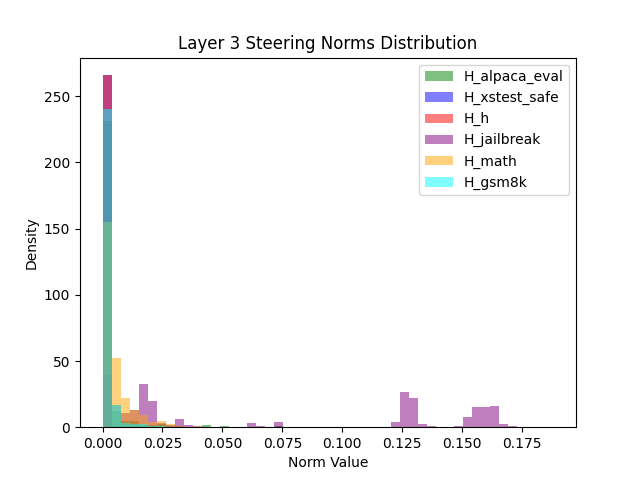 Layer 3 Steering Norms Distribution
H_alpaca_eval
H_xstest_safe
H_h
H_jailbreak
H_math
H_gsm8k
250
200
150
100
50
0
Density
0.000 0.025 0.050 0.075 0.100 0.125 0.150 0.175
Norm Value